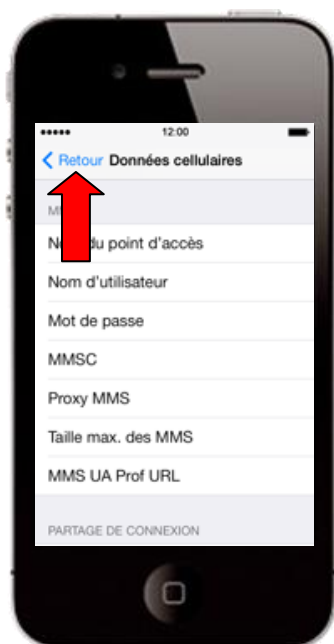 12:00
Retour Données cellulaires
du point d'accès
Nom d'utilisateur
Mot de passe
MMSC
Proxy MMS
Taille max. des MMS
MMS UA Prof URL
PARTAGE DE CONNEXION